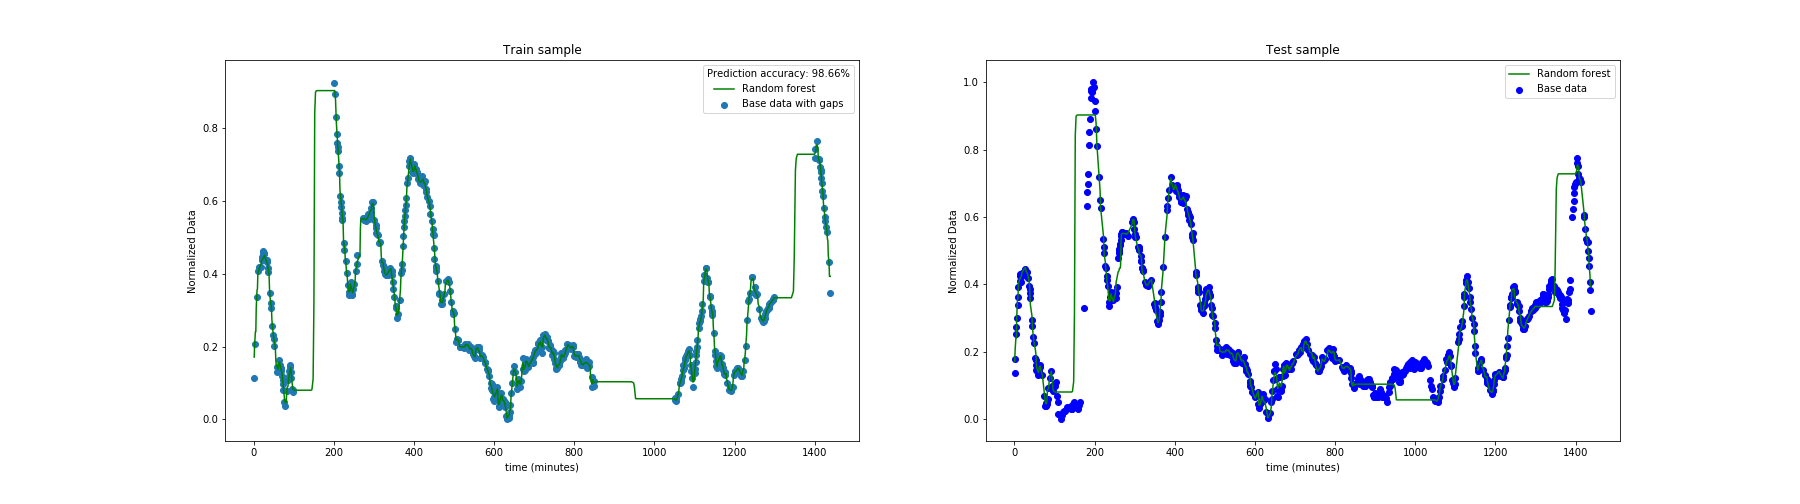 Train sample
Prediction accuracy: 98.66%
Random forest
Base data with gaps
Normalized Data
0.8
0.6
0.4
0.2
0.0
0 200 400 600 800 1000 1200 1400
time (minutes)
Test sample
Random forest
Base data
Normalized Data
1.0
0.8
0.6
0.4
0.2
0.0
0 200 400 600 800 1000 1200 1400
time (minutes)